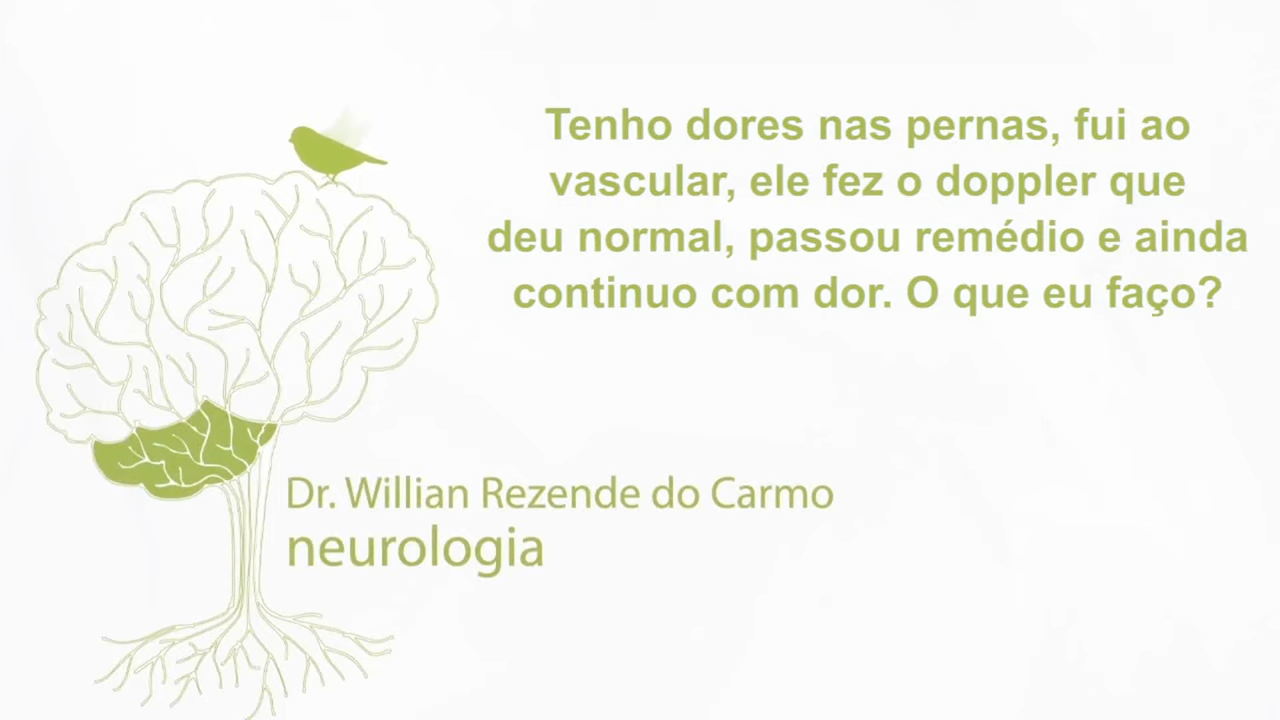 Tenho dores nas pernas, fui ao
vascular, ele fez o doppler que
deu normal, passou remédio e ainda
continuo com dor. O que eu faço?
Dr. Willian Rezende do Carmo
neurologia